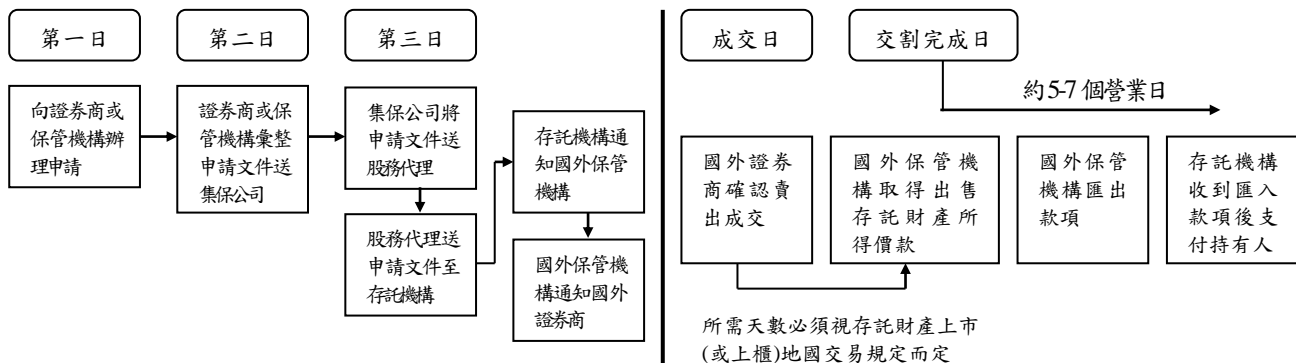 第一日
第二日
第三日
向證券商或
保管機構辦
理申請
證券商或保
管機構彙整
申請文件送
集保公司
集保公司將
申請文件送
股務代理
股務代理送
申請文件至
存託機構
存託機構通
知國外保管
機構
國外保管機
構通知國外
證券商
成交日
交割完成日
約5-7 個營業日
國外證券
商確認賣
出成交
國外保管機
構取得出售
存託財產所
得價款
國外保管
機構匯出
款項
存託機構
收到匯入
款項後支
付持有人
所需天數必須視存託財產上市
(或上櫃)地國交易規定而定